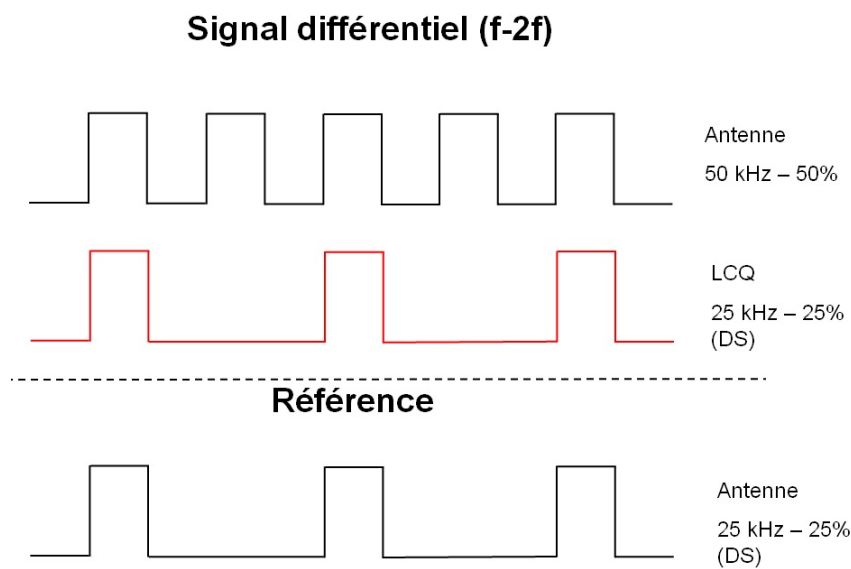 Signal différentiel (f-2f)
Antenne
50 kHz – 50%
LCQ
25 kHz – 25%
(DS)
Référence
Antenne
25 kHz – 25%
(DS)